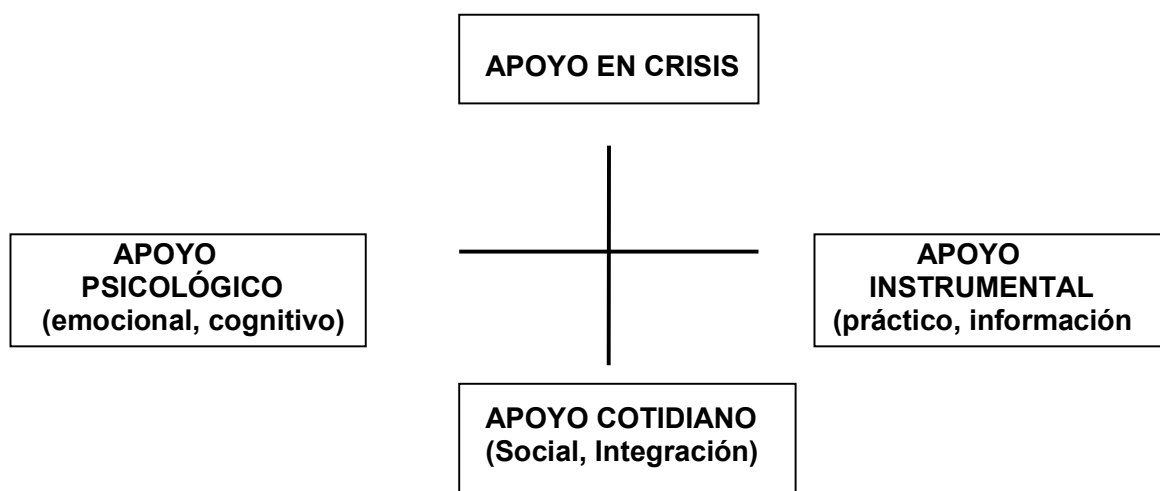 APOYO EN CRISIS
APOYO
PSICOLÓGICO
(emocional, cognitivo)
APOYO
INSTRUMENTAL
(práctico, información
APOYO COTIDIANO
(Social, Integración)